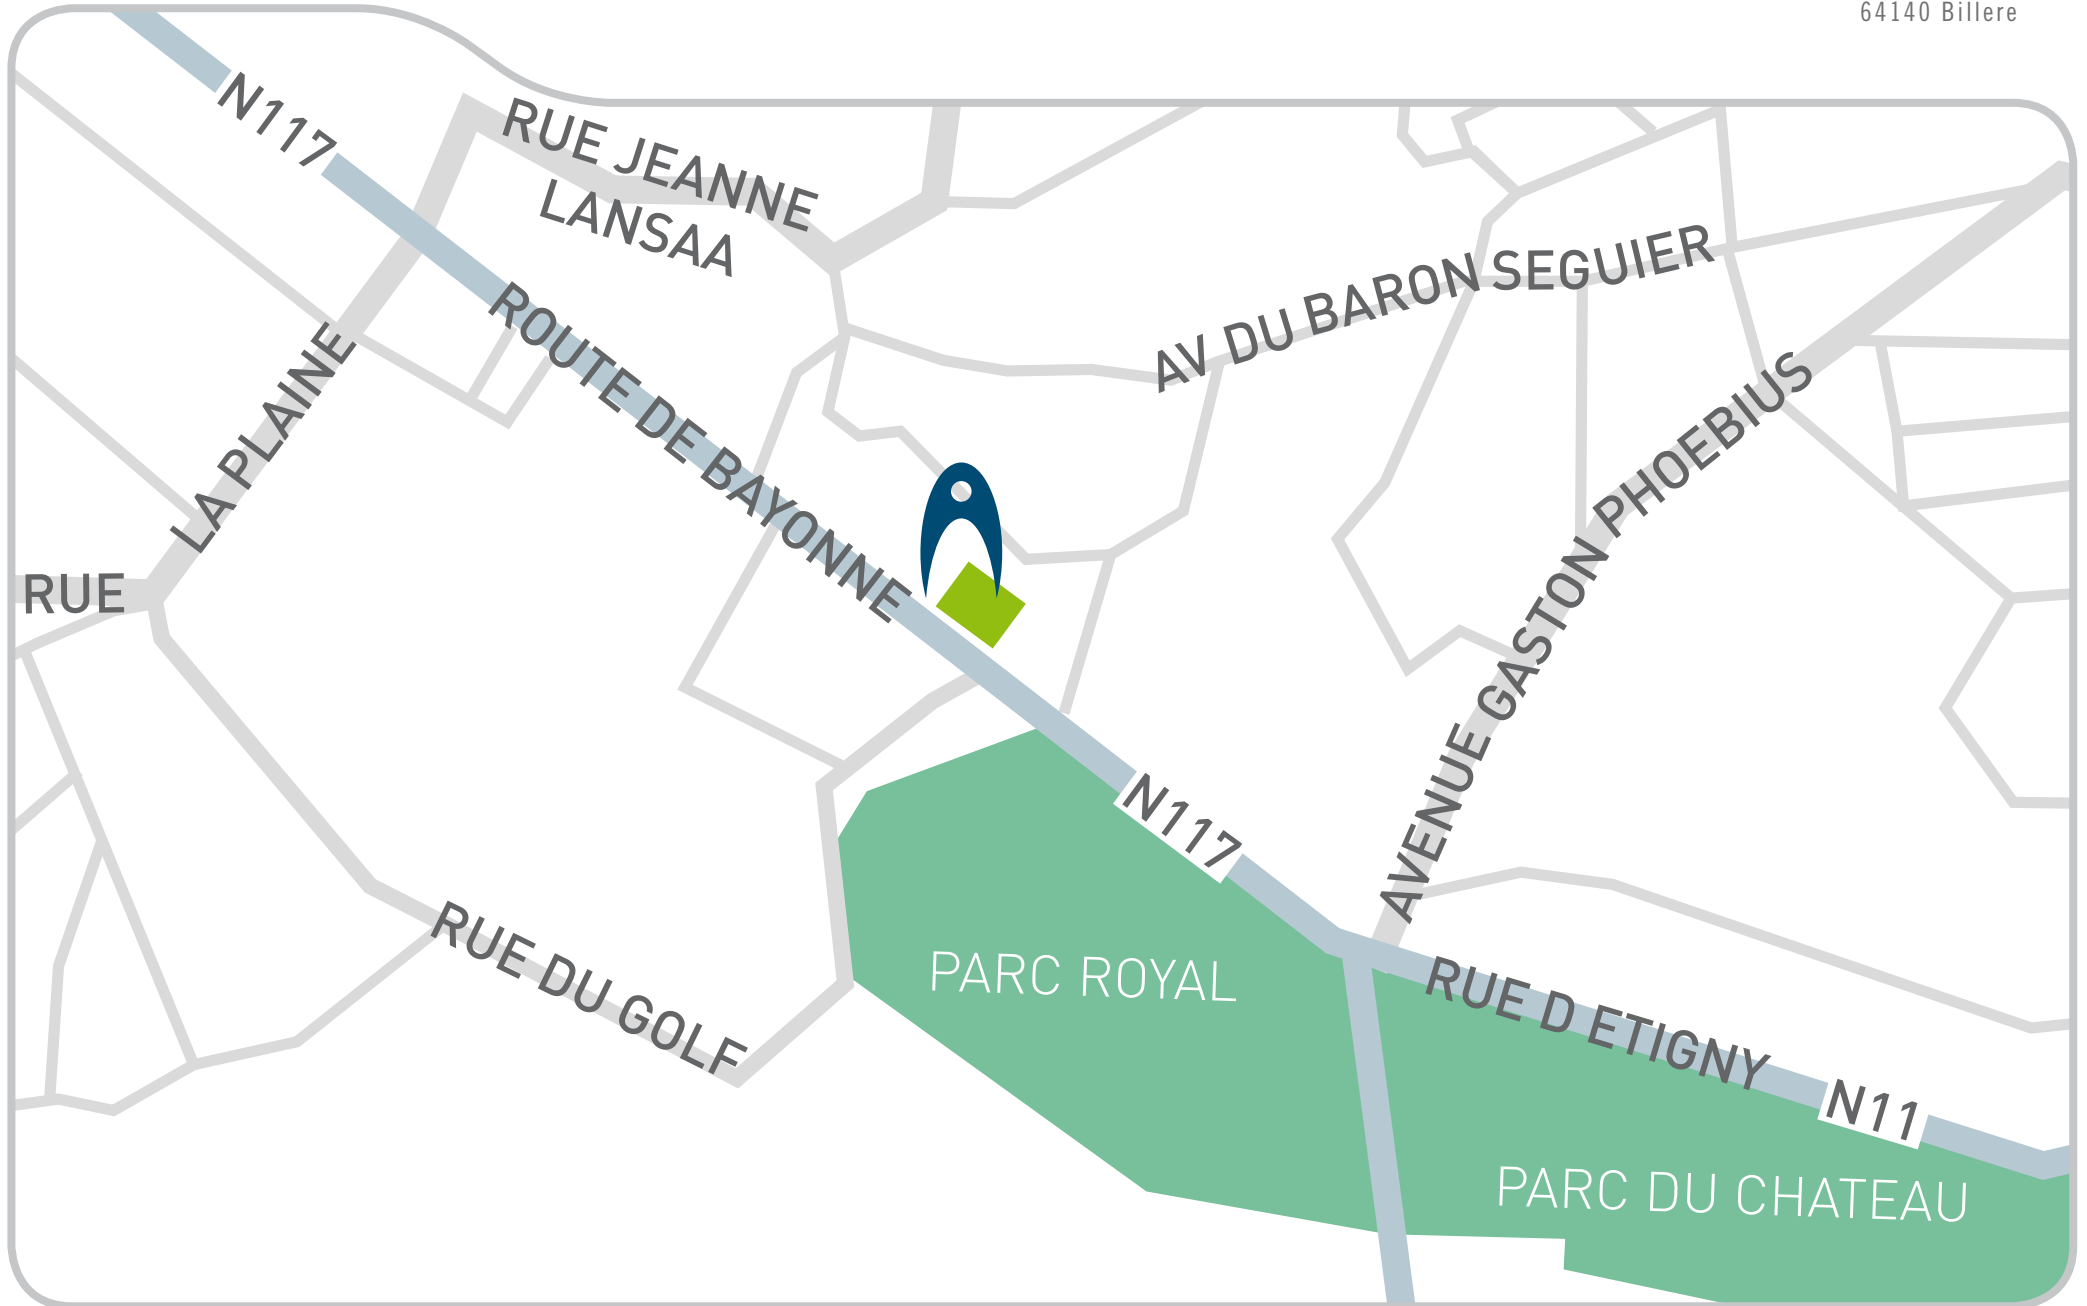 64140 Billere
N117
RUE JEANNE
LANSAA
AV DU BARON SEGUIER
ROUTE DE BAYONNE
LA PLAINE
RUE
AVENUE GASTON PHOEBIUS
N117
RUE DU GOLF
PARC ROYAL
RUE D ETIGNY
N11
PARC DU CHATEAU